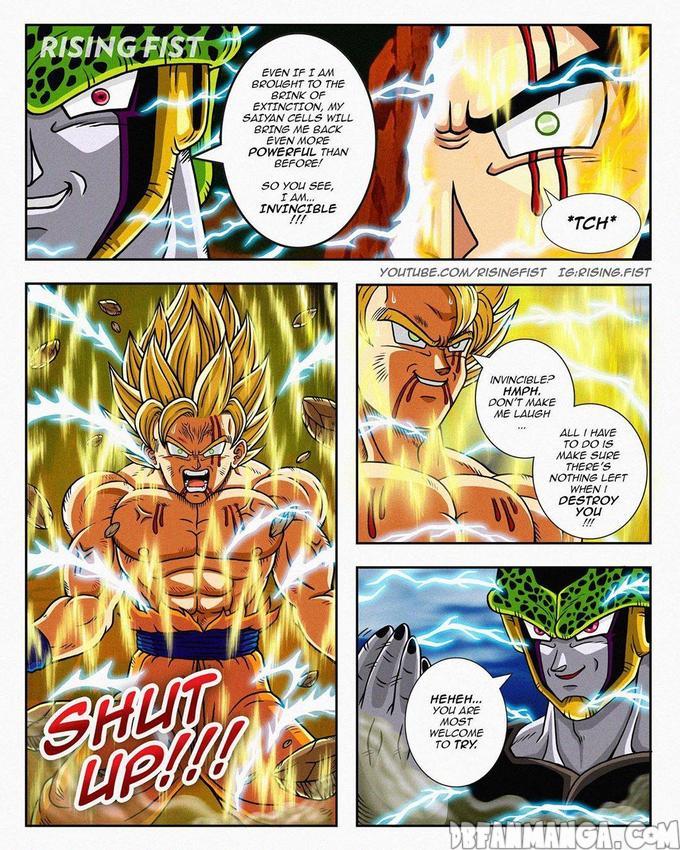 RISING FIST
EVEN IF I AM
BROUGHT TO THE
BRINK OF
EXTINCTION, MY
SAIYAN CELLS WILL
BRING ME BACK
EVEN MORE
POWERFUL THAN
BEFORE!
SO YOU SEE,
I AM...
INVINCIBLE
!!!
*TCH*
YOUTUBE.COM/RISINGFIST IG:RISING.FIST
SHUT
UP!!!
INVINCIBLE?
HMPH.
DON'T MAKE
ME LAUGH
...
ALL I HAVE
TO DO IS
MAKE SURE
THERE'S
NOTHING LEFT
WHEN I
DESTROY
YOU
!!!
HEHEH...
YOU ARE
MOST
WELCOME
TO TRY.
DBFANMANGA.COM